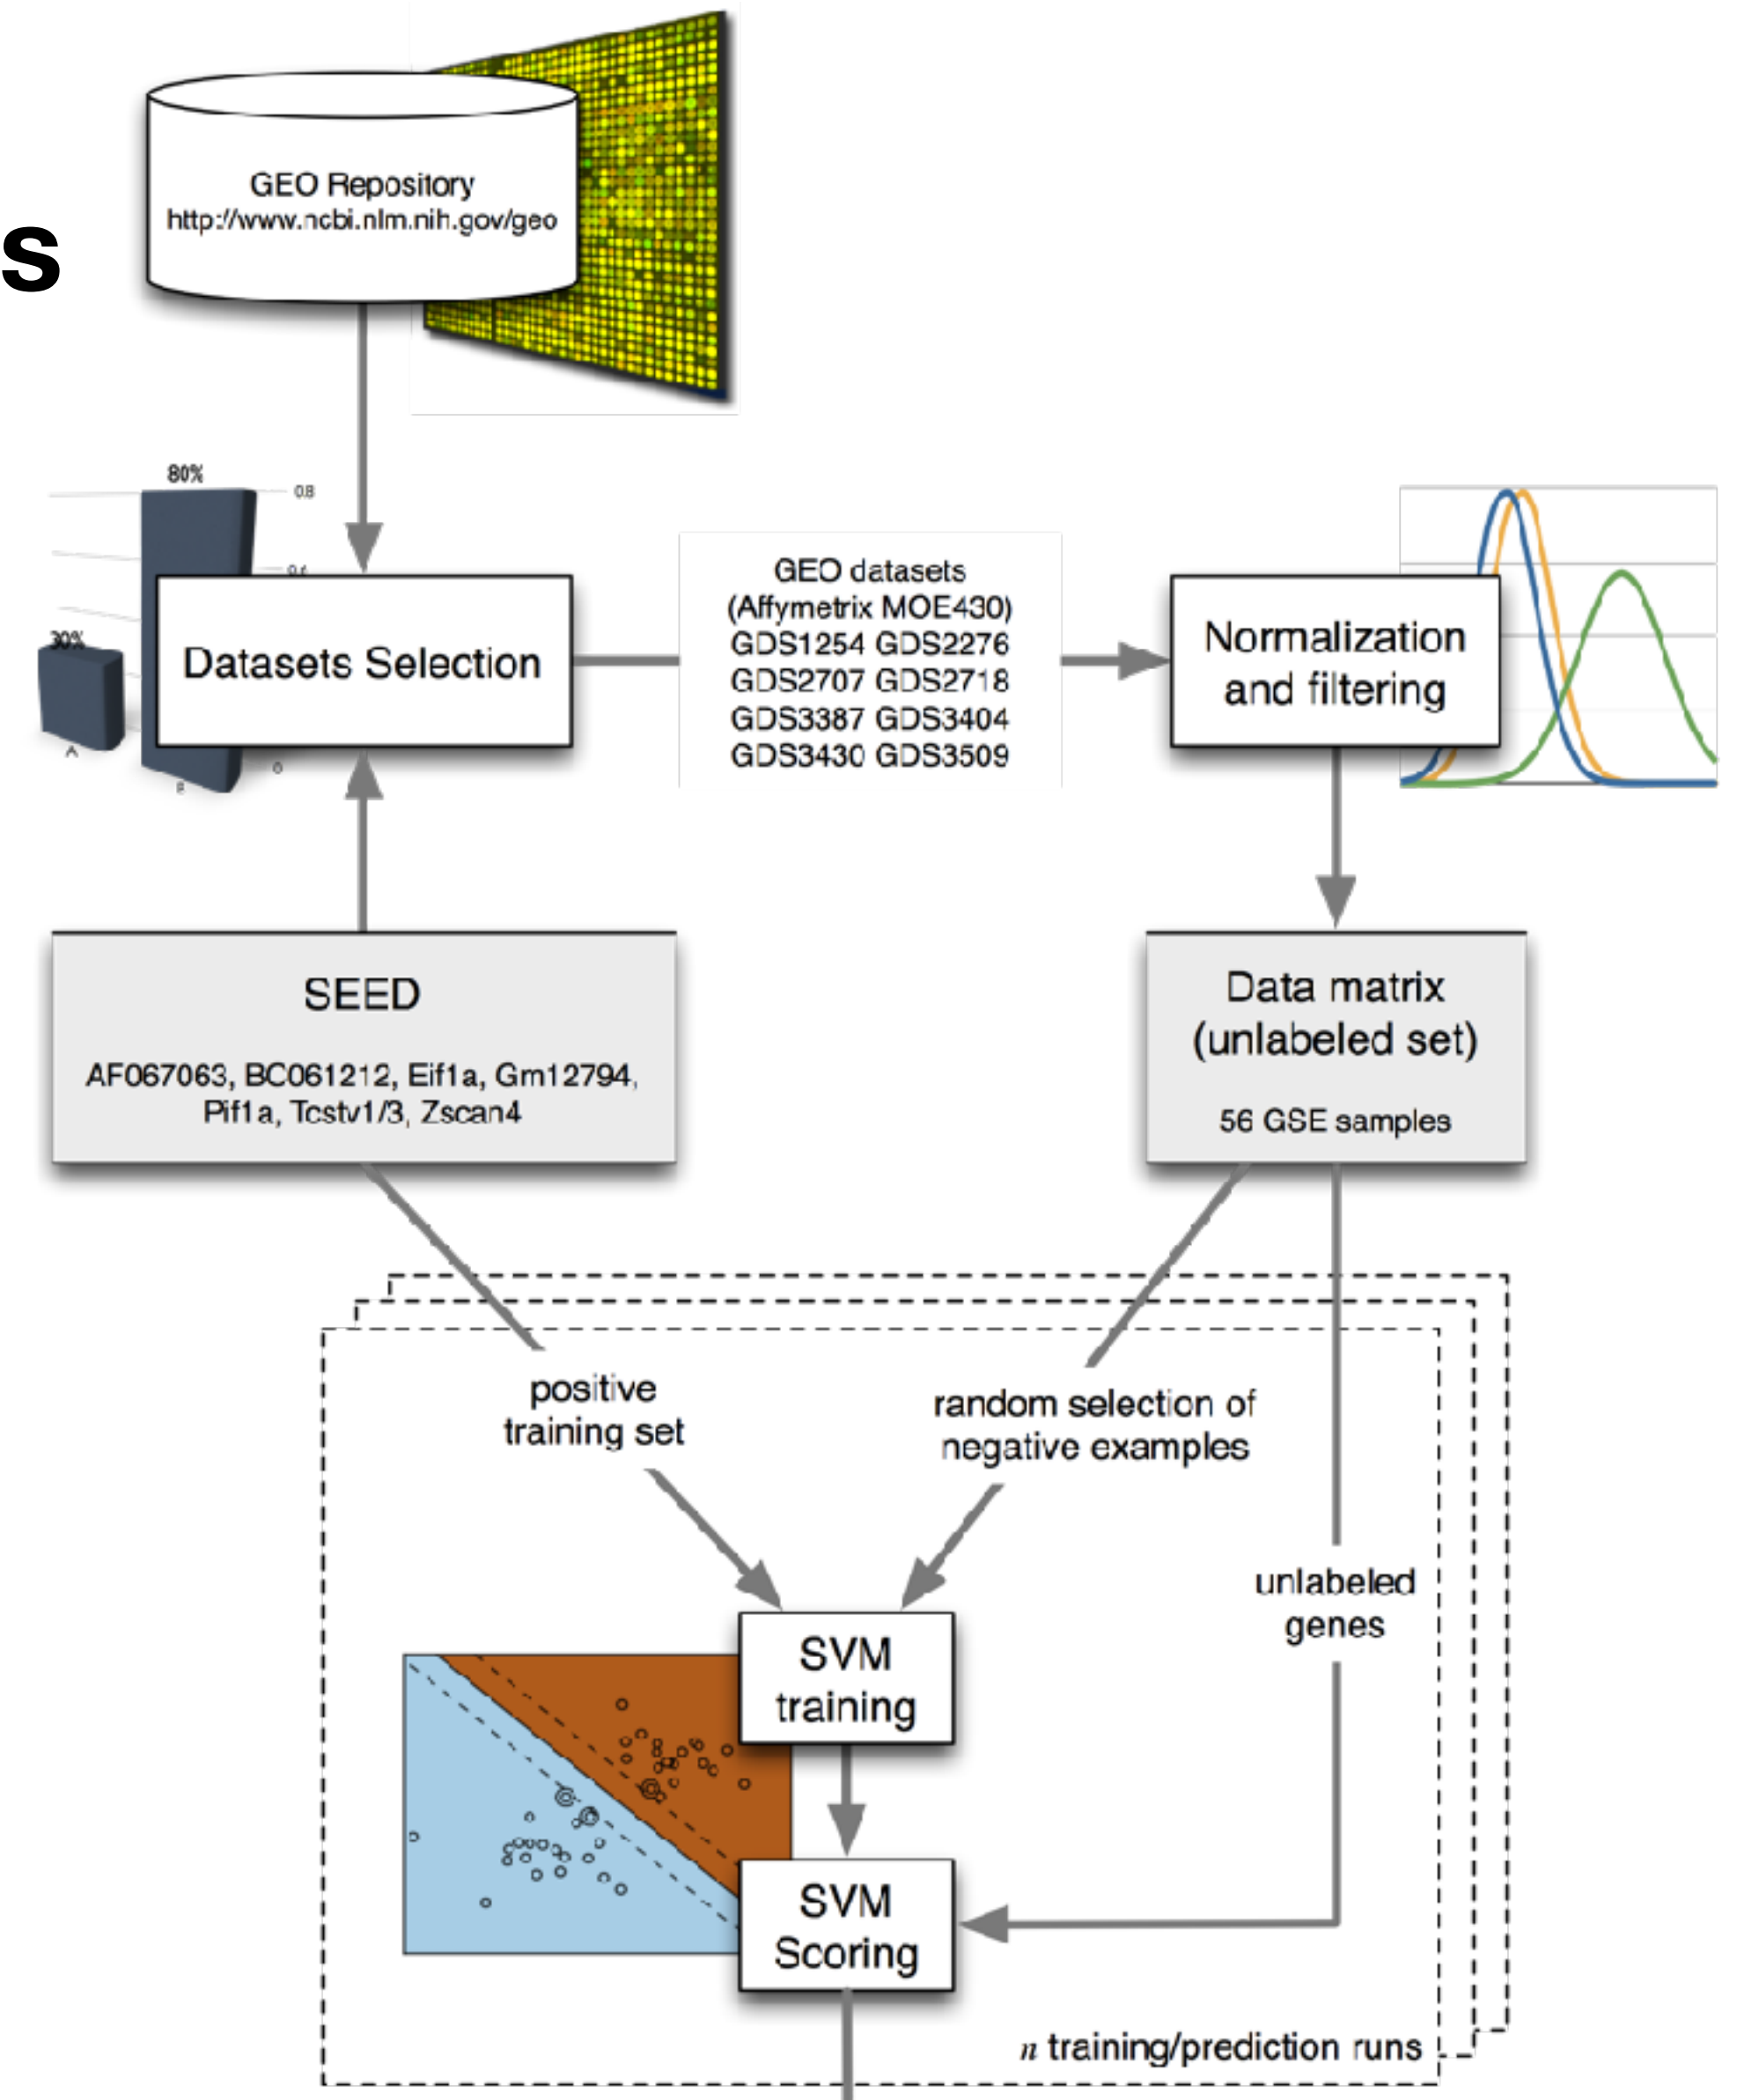 s
GEO Repository
http://www.ncbi.nlm.nih.gov/geo
80%
0.8
30%
A
B
0
Datasets Selection
GEO datasets
(Affymetrix MOE430)
GDS1254 GDS2276
GDS2707 GDS2718
GDS3387 GDS3404
GDS3430 GDS3509
Normalization
and filtering
SEED
AF067063, BC061212, Eif1a, Gm12794,
Pif1a, Tcstv1/3, Zscan4
Data matrix
(unlabeled set)
56 GSE samples
positive
training set
random selection of
negative examples
unlabeled
genes
SVM
training
SVM
Scoring
n training/prediction runs